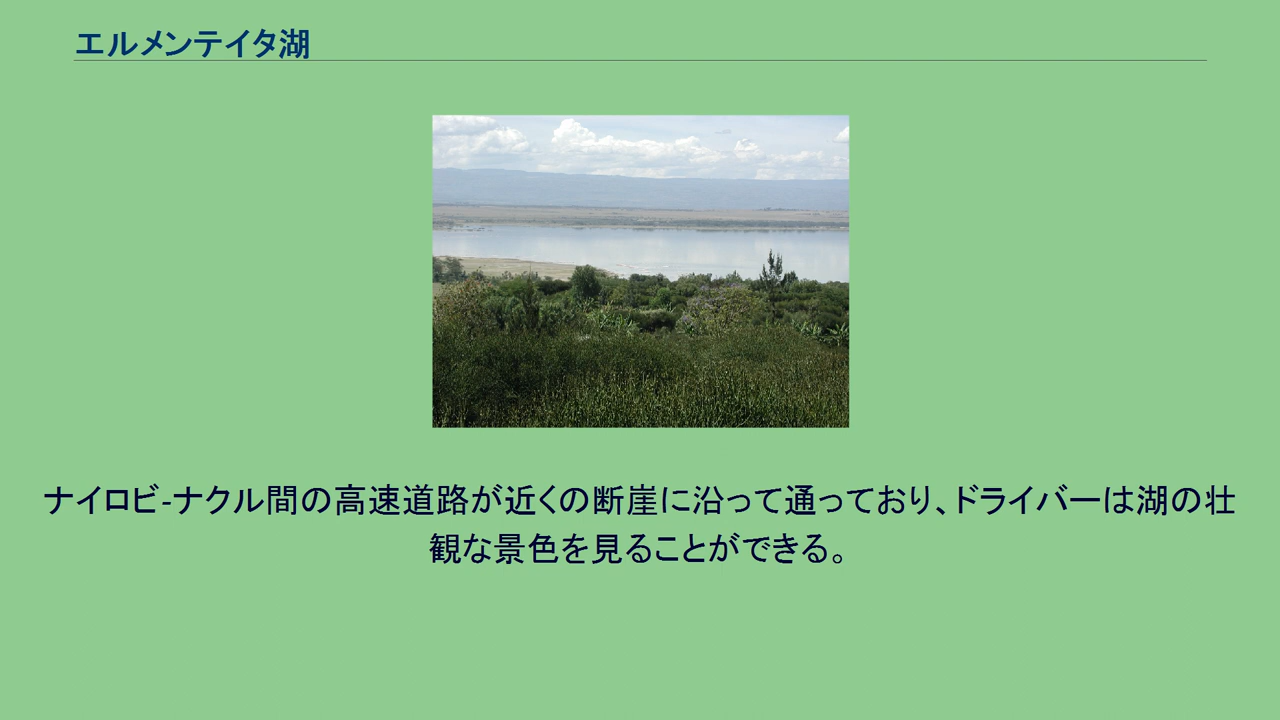 エルメンテイタ湖
ナイロビ-ナクル間の高速道路が近くの断崖に沿って通っており、ドライバーは湖の壮
観な景色を見ることができる。